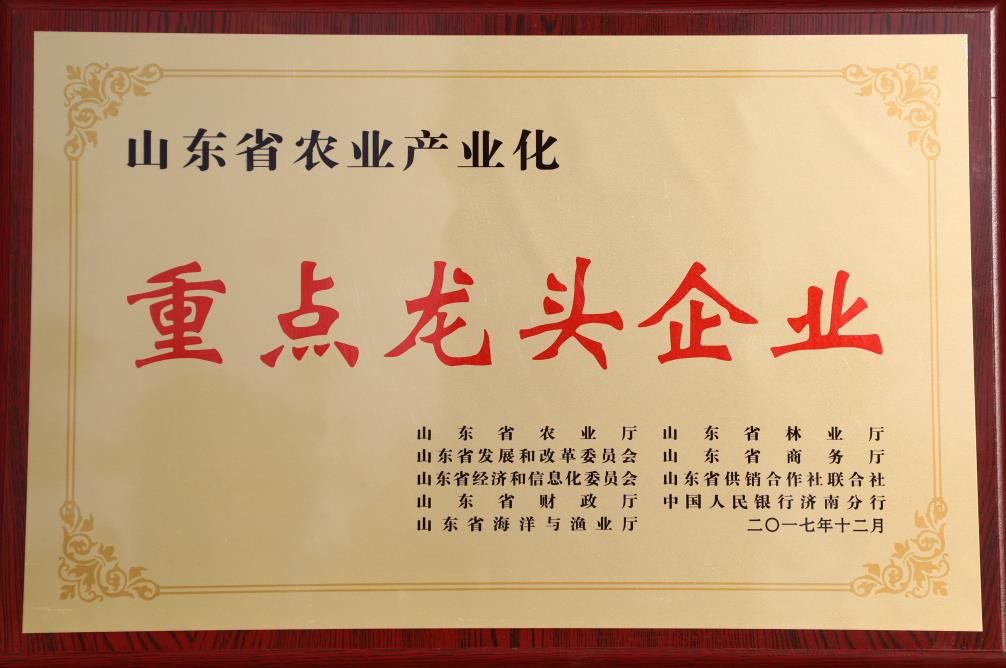 山东省农业产业化
重点龙头企业
山东省农业厅 山东省林业厅
山东省发展和改革委员会 山东省商务厅
山东省经济和信息化委员会 山东省供销合作社联合社
山东省财政厅 中国人民银行济南分行
山东省海洋与渔业厅 二〇一七年十二月